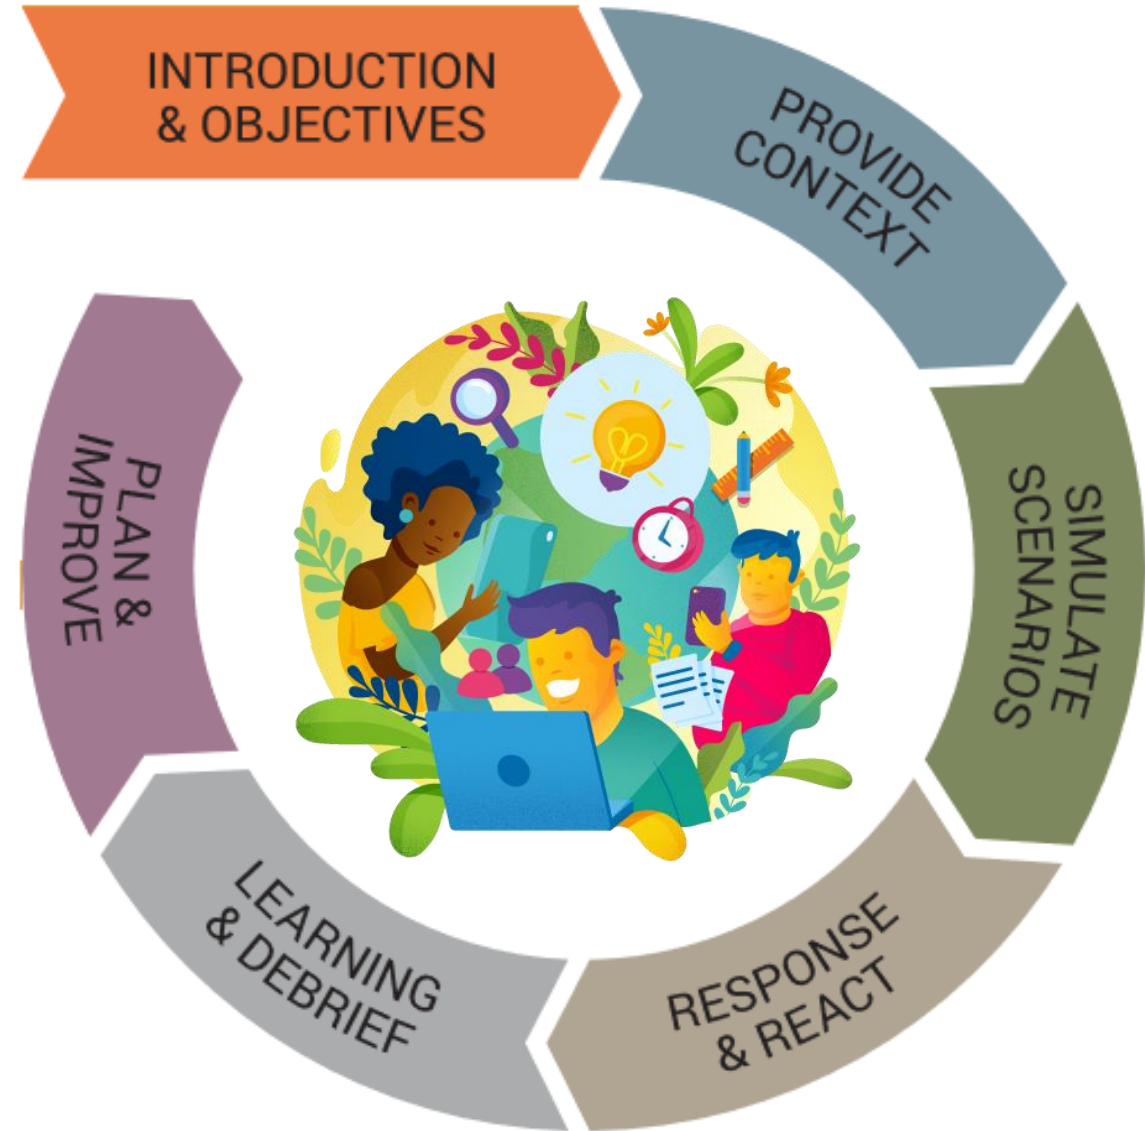 INTRODUCTION
& OBJECTIVES
PROVIDE
CONTEXT
SIMULATE
SCENARIOS
RESPONSE
& REACT
LEARNING
& DEBRIEF
PLAN &
IMPROVE